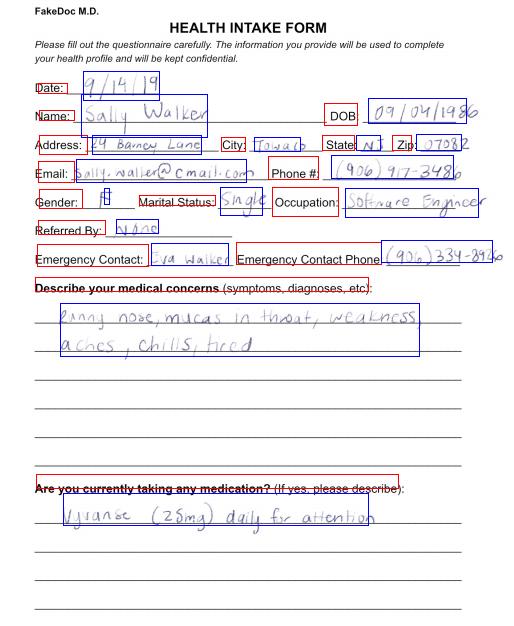 FakeDoc M.D.
HEALTH INTAKE FORM
Please fill out the questionnaire carefully. The information you provide will be used to complete
your health profile and will be kept confidential.
Date: 9/14/19
Name: Sally Walker DOB: 09/04/1986
Address: 24 Barney Lane City: Towaco State: NJ Zip: 07082
Email: Sally.waller@cmail.com Phone #: (906) 917-3486
Gender: F Marital Status: Single Occupation: Software Engineer
Referred By: None
Emergency Contact: Eva Walker Emergency Contact Phone: (906) 334-8926
Describe your medical concerns (symptoms, diagnoses, etc):
Runny nose, mucas in throat, weakness,
aches, chills, tired
Are you currently taking any medication? (If yes, please describe):
Vyvanse (25mg) daily for attention